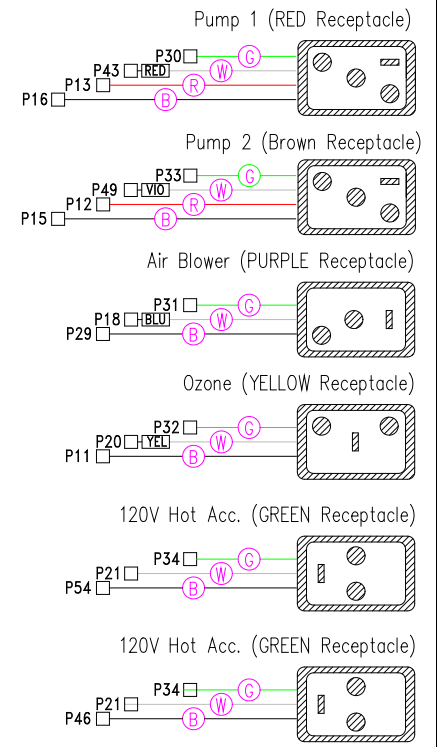 Pump 1 (RED Receptacle)
P30 G
P43 RED W
P13 R
P16 B
Pump 2 (Brown Receptacle)
P33 G
P49 VIO W
P12 R
P15 B
Air Blower (PURPLE Receptacle)
P31 G
P18 BLU W
P29 B
Ozone (YELLOW Receptacle)
P32 G
P20 YEL W
P11 B
120V Hot Acc. (GREEN Receptacle)
P34 G
P21 W
P54 B
120V Hot Acc. (GREEN Receptacle)
P34 G
P21 W
P46 B